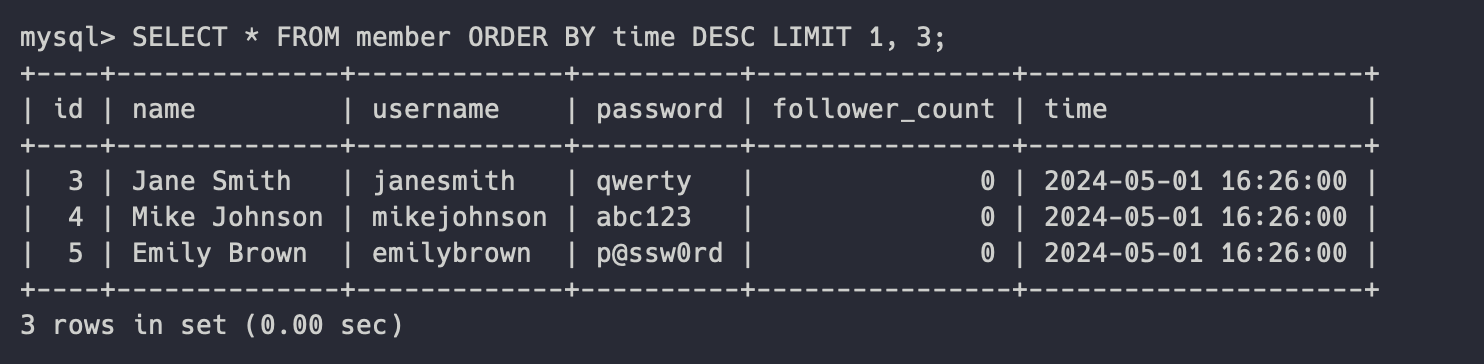 mysql> SELECT * FROM member ORDER BY time DESC LIMIT 1, 3;
+----+--------------+-------------+----------+----------------+---------------------+
| id | name         | username    | password | follower_count | time                |
+----+--------------+-------------+----------+----------------+---------------------+
|  3 | Jane Smith   | janesmith   | qwerty   |              0 | 2024-05-01 16:26:00 |
|  4 | Mike Johnson | mikejohnson | abc123   |              0 | 2024-05-01 16:26:00 |
|  5 | Emily Brown  | emilybrown  | p@ssw0rd |              0 | 2024-05-01 16:26:00 |
+----+--------------+-------------+----------+----------------+---------------------+
3 rows in set (0.00 sec)